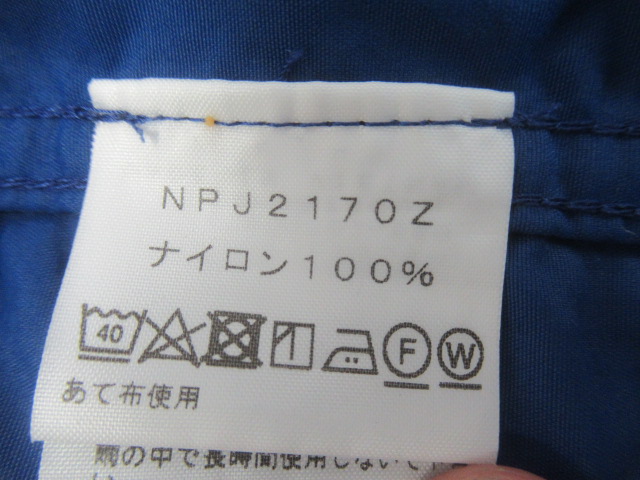 NPJ2170Z
ナイロン100%
40
F W
あて布使用
の中で長時間使用しないで